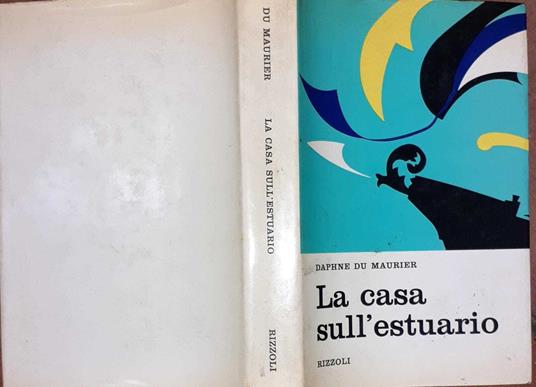 DU MAURIER
LA CASA SULL'ESTUARIO
RIZZOLI
DAPHNE DU MAURIER
La casa
sull'estuario
RIZZOLI